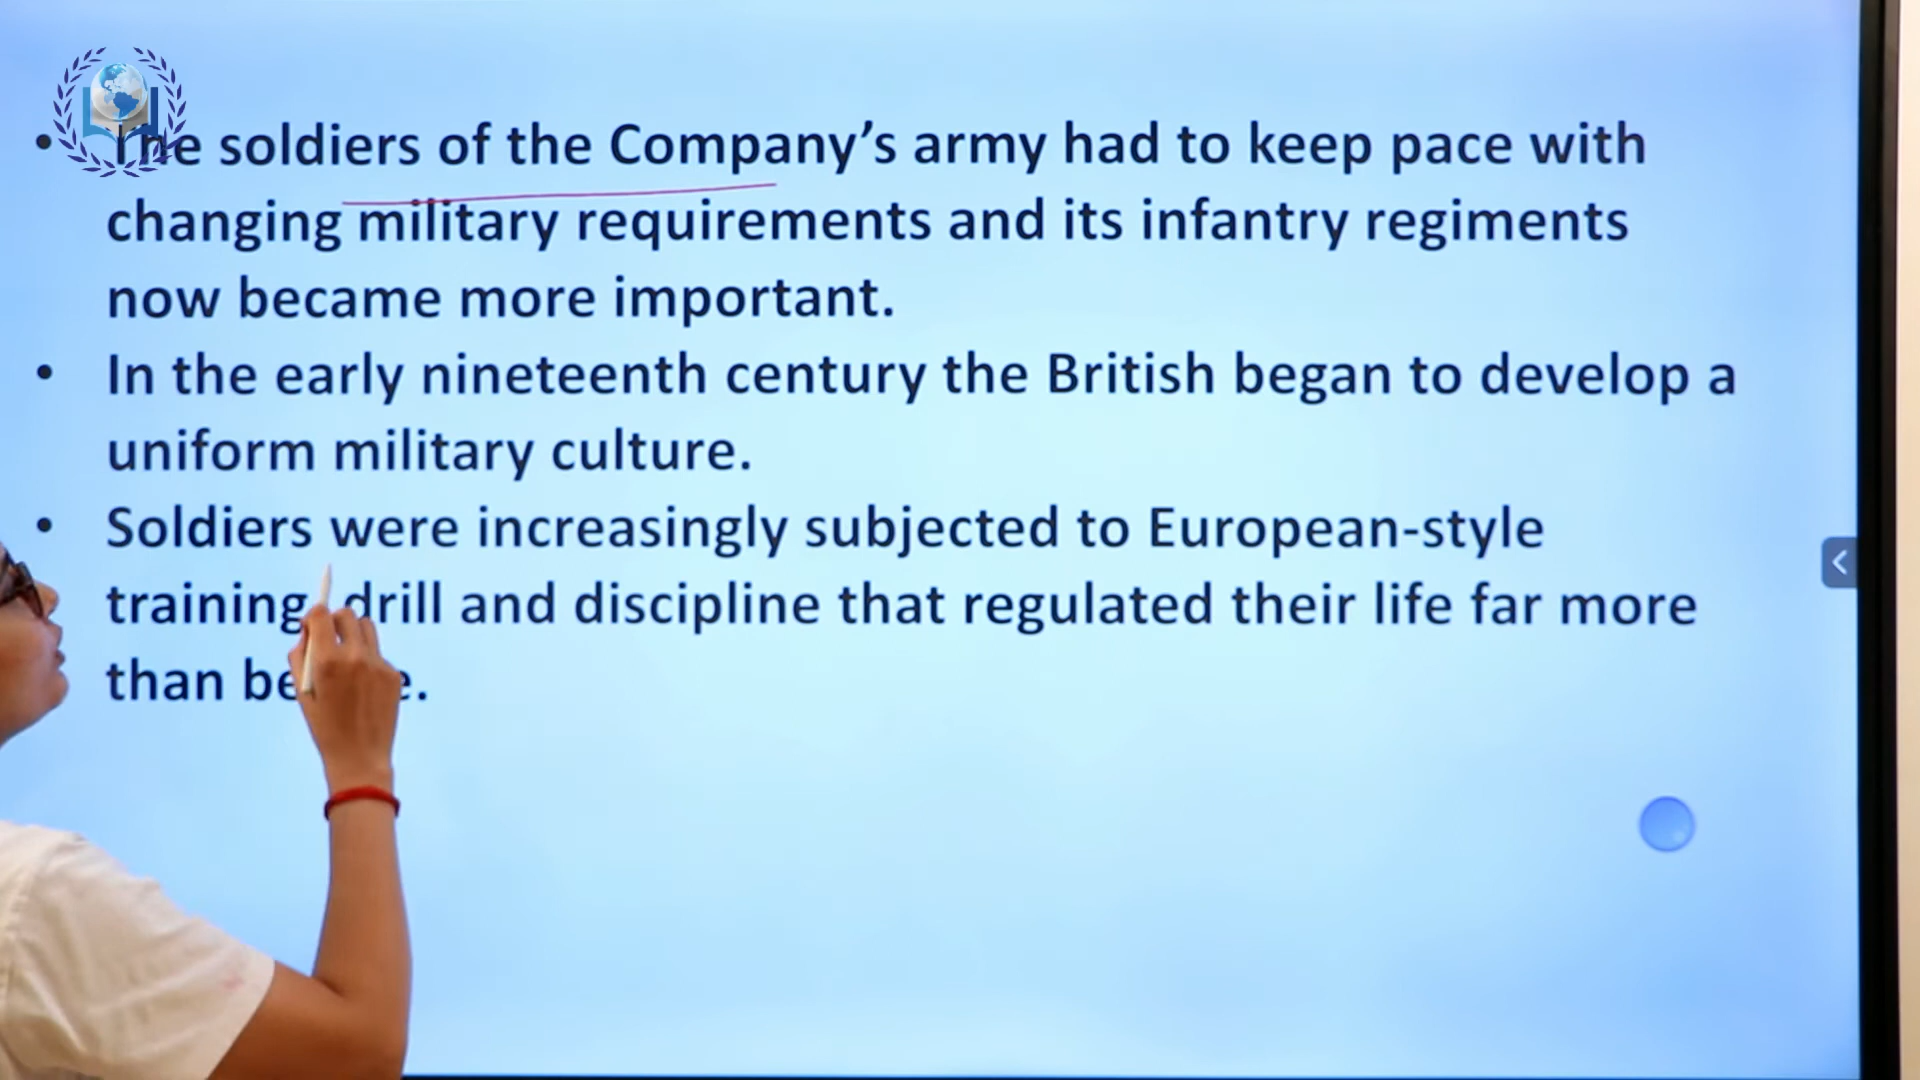 • The soldiers of the Company's army had to keep pace with
changing military requirements and its infantry regiments
now became more important.
• In the early nineteenth century the British began to develop a
uniform military culture.
• Soldiers were increasingly subjected to European-style
training, drill and discipline that regulated their life far more
than